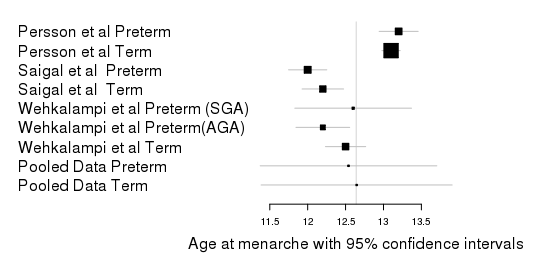 Persson et al Preterm
Persson et al Term
Saigal et al Preterm
Saigal et al Term
Wehkalampi et al Preterm (SGA)
Wehkalampi et al Preterm(AGA)
Wehkalampi et al Term
Pooled Data Preterm
Pooled Data Term
11.5 12 12.5 13 13.5
Age at menarche with 95% confidence intervals